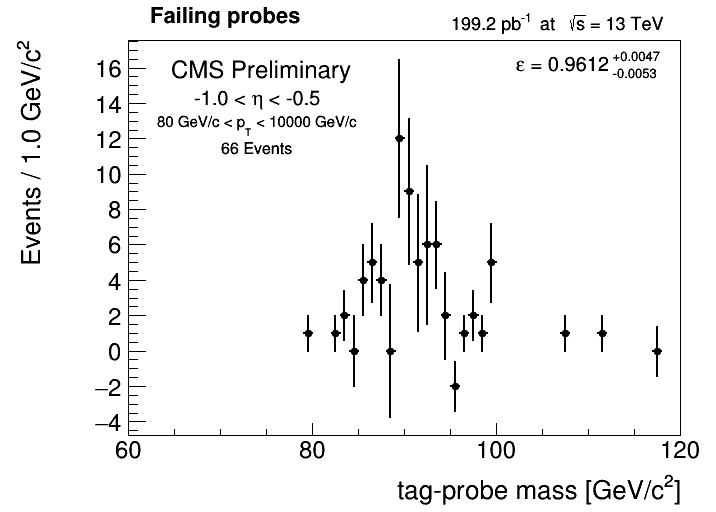 Failing probes
199.2 pb⁻¹ at √s = 13 TeV
Events / 1.0 GeV/c²
CMS Preliminary
-1.0 < η < -0.5
80 GeV/c < p_T < 10000 GeV/c
66 Events
ε = 0.9612 +0.0047 -0.0053
16
14
12
10
8
6
4
2
0
−2
−4
60 80 100 120
tag-probe mass [GeV/c²]